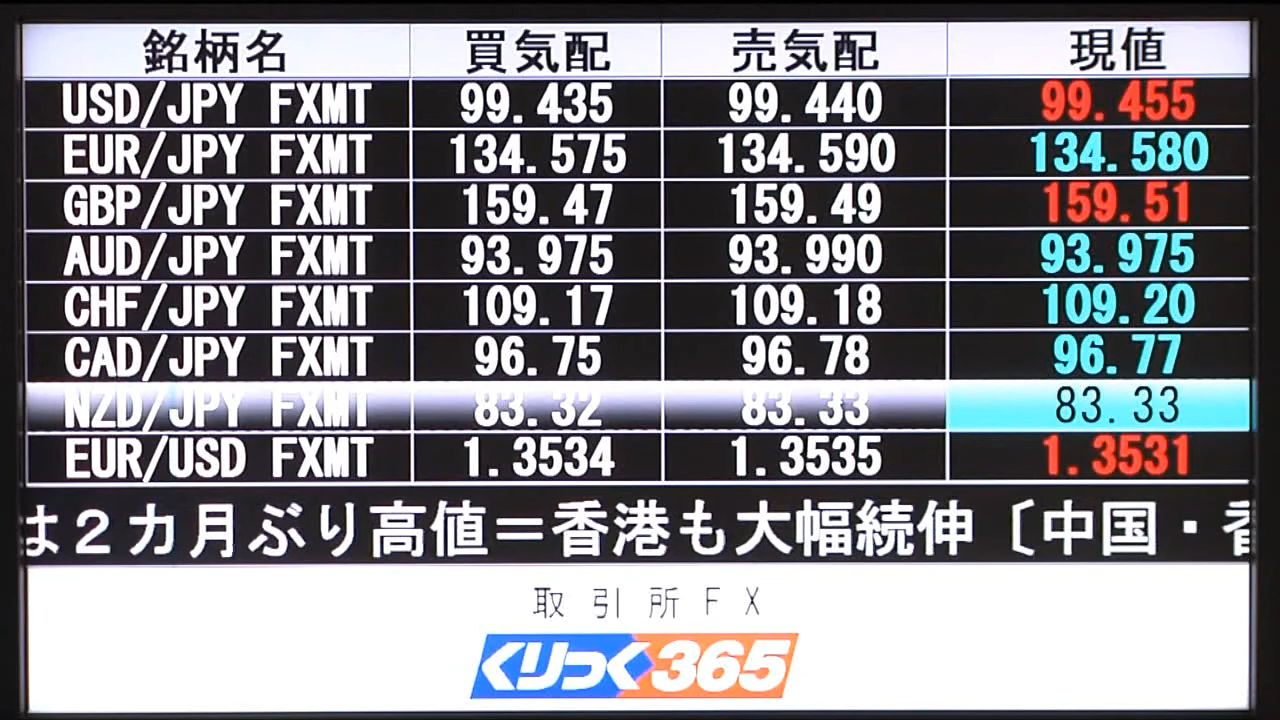 銘柄名 買気配 売気配 現値
USD/JPY FXMT 99.435 99.440 99.455
EUR/JPY FXMT 134.575 134.590 134.580
GBP/JPY FXMT 159.47 159.49 159.51
AUD/JPY FXMT 93.975 93.990 93.975
CHF/JPY FXMT 109.17 109.18 109.20
CAD/JPY FXMT 96.75 96.78 96.77
NZD/JPY FXMT 83.32 83.33 83.33
EUR/USD FXMT 1.3534 1.3535 1.3531
は2カ月ぶり高値=香港も大幅続伸〔中国・香
取引所FX
くりっく365